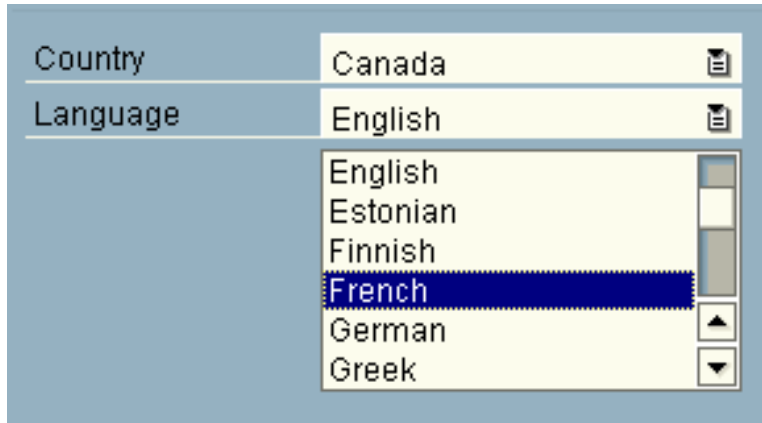 Country Canada
Language English
English
Estonian
Finnish
French
German
Greek